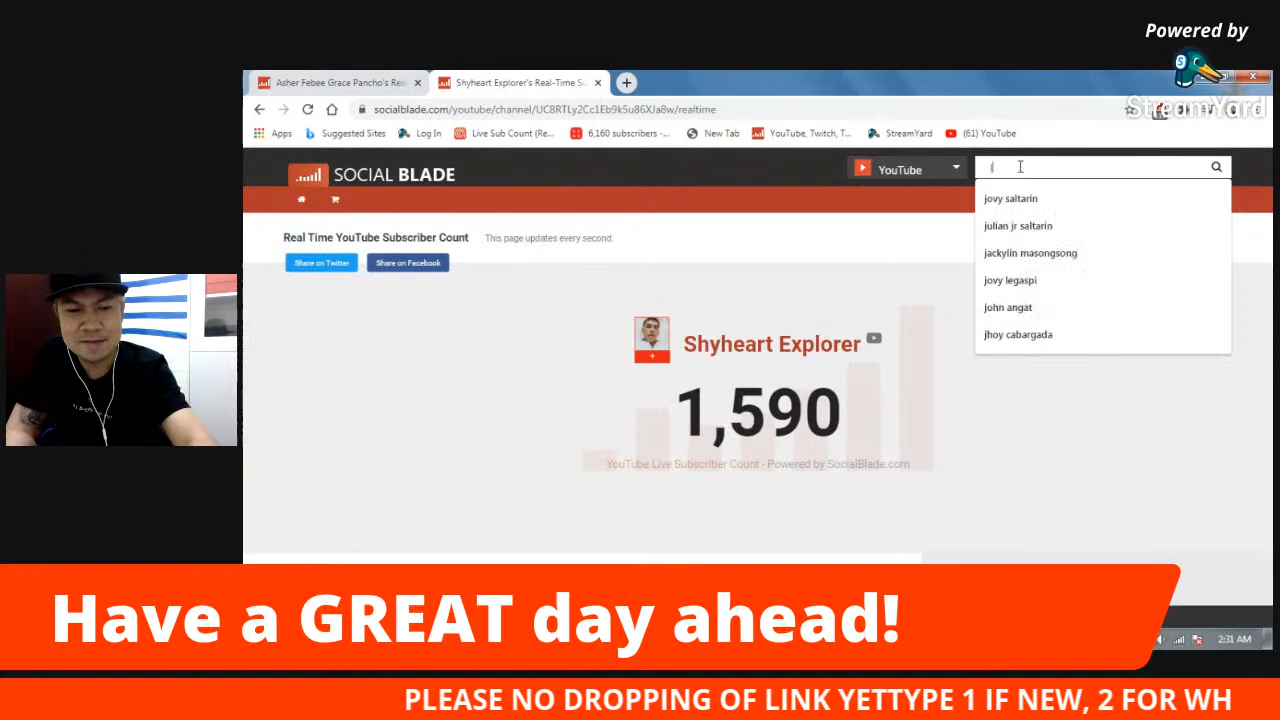 Powered by
StreamYard
Asher Febee Grace Pancho's Rea
Shyheart Explorer's Real-Time Su
socialblade.com/youtube/channel/UC8RTLy2Cc1Eb9k5u86XJa8w/realtime
Apps
Suggested Sites
Log In
Live Sub Count (Re...
6,160 subscribers -...
New Tab
YouTube, Twitch, T...
StreamYard
(61) YouTube
SOCIAL BLADE
YouTube
j
jovy saltarin
julian jr saltarin
jackylin masongsong
jovy legaspi
john angat
jhoy cabargada
Real Time YouTube Subscriber Count
This page updates every second.
Share on Twitter
Share on Facebook
Shyheart Explorer
1,590
YouTube Live Subscriber Count - Powered by SocialBlade.com
Have a GREAT day ahead!
2:31 AM
PLEASE NO DROPPING OF LINK YETTYPE 1 IF NEW, 2 FOR WH